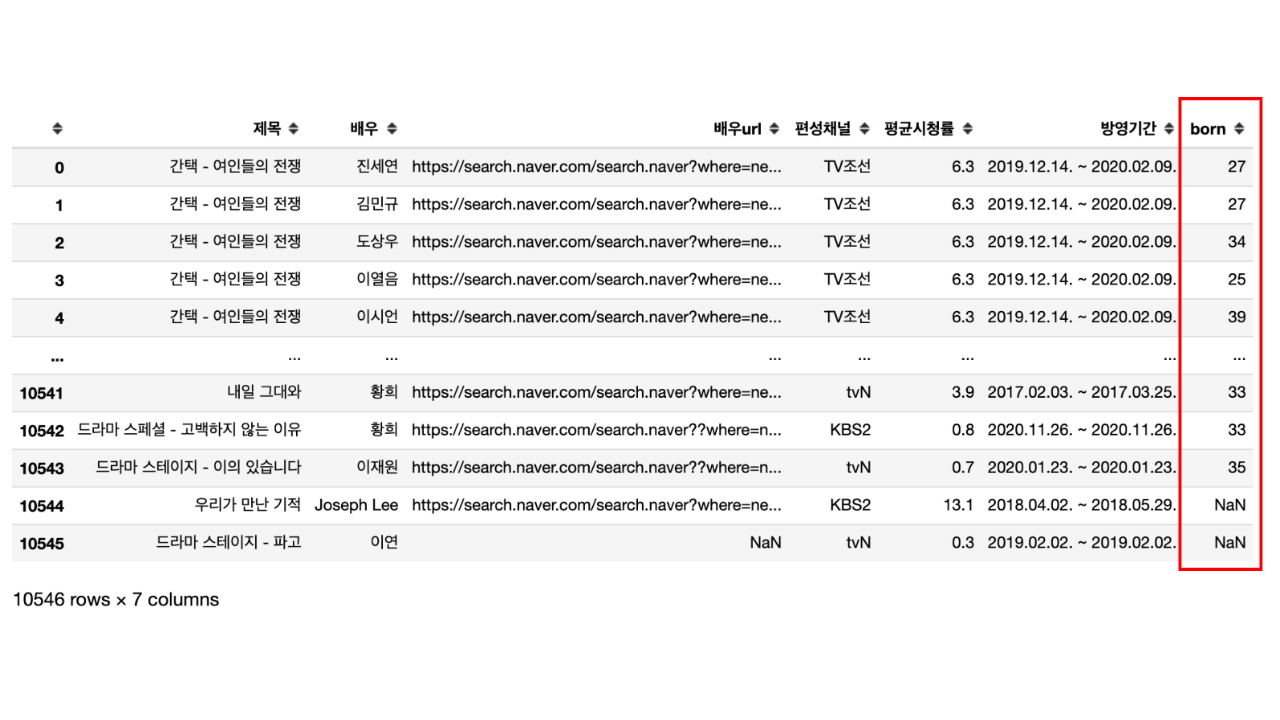 제목 배우 배우url 편성채널 평균시청률 방영기간 born
0 간택 - 여인들의 전쟁 진세연 https://search.naver.com/search.naver?where=ne... TV조선 6.3 2019.12.14. ~ 2020.02.09. 27
1 간택 - 여인들의 전쟁 김민규 https://search.naver.com/search.naver?where=ne... TV조선 6.3 2019.12.14. ~ 2020.02.09. 27
2 간택 - 여인들의 전쟁 도상우 https://search.naver.com/search.naver?where=ne... TV조선 6.3 2019.12.14. ~ 2020.02.09. 34
3 간택 - 여인들의 전쟁 이열음 https://search.naver.com/search.naver?where=ne... TV조선 6.3 2019.12.14. ~ 2020.02.09. 25
4 간택 - 여인들의 전쟁 이시언 https://search.naver.com/search.naver?where=ne... TV조선 6.3 2019.12.14. ~ 2020.02.09. 39
... ... ... ... ... ... ... ...
10541 내일 그대와 황희 https://search.naver.com/search.naver?where=ne... tvN 3.9 2017.02.03. ~ 2017.03.25. 33
10542 드라마 스페셜 - 고백하지 않는 이유 황희 https://search.naver.com/search.naver??where=n... KBS2 0.8 2020.11.26. ~ 2020.11.26. 33
10543 드라마 스테이지 - 이의 있습니다 이재원 https://search.naver.com/search.naver??where=n... tvN 0.7 2020.01.23. ~ 2020.01.23. 35
10544 우리가 만난 기적 Joseph Lee https://search.naver.com/search.naver?where=ne... KBS2 13.1 2018.04.02. ~ 2018.05.29. NaN
10545 드라마 스테이지 - 파고 이연 NaN tvN 0.3 2019.02.02. ~ 2019.02.02. NaN
10546 rows × 7 columns